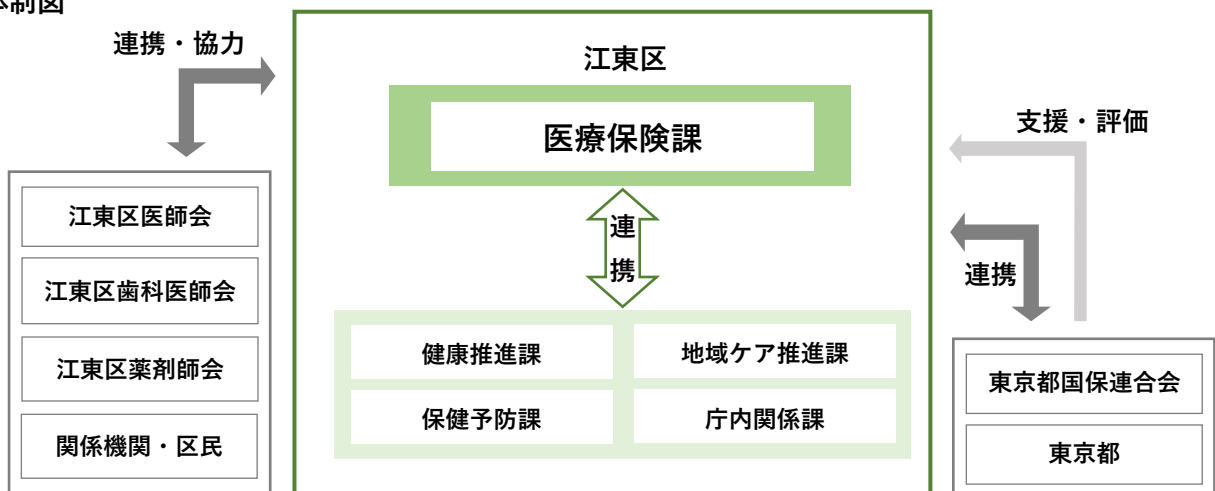 制図
連携・協力
江東区医師会
江東区歯科医師会
江東区薬剤師会
関係機関・区民
江東区
医療保険課
連
携
健康推進課
地域ケア推進課
保健予防課
庁内関係課
支援・評価
連携
東京都国保連合会
東京都